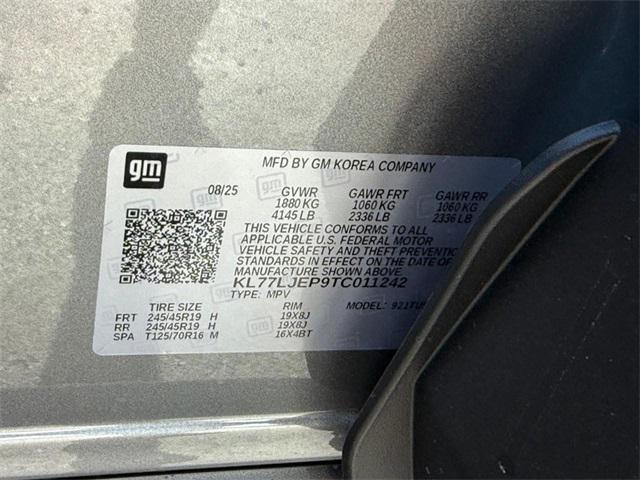 gm
MFD BY GM KOREA COMPANY
08/25 GVWR GAWR FRT GAWR RR
1880 KG 1060 KG 1060 KG
4145 LB 2336 LB 2336 LB
THIS VEHICLE CONFORMS TO ALL
APPLICABLE U.S. FEDERAL MOTOR
VEHICLE SAFETY AND THEFT PREVENTION
STANDARDS IN EFFECT ON THE DATE OF
MANUFACTURE SHOWN ABOVE.
KL77LJEP9TC011242
TYPE: MPV MODEL:
TIRE SIZE RIM
FRT 245/45R19 H 19X8J
RR 245/45R19 H 19X8J
SPA T125/70R16 M 16X4BT